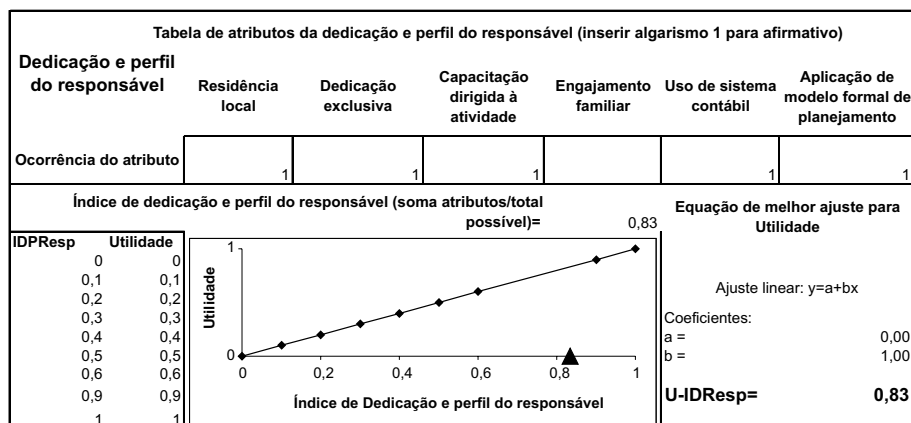 Tabela de atributos da dedicação e perfil do responsável (inserir algarismo 1 para afirmativo)
Dedicação e perfil
do responsável
Residência
local
Dedicação
exclusiva
Capacitação
dirigida à
atividade
Engajamento
familiar
Uso de sistema
contábil
Aplicação de
modelo formal de
planejamento
Ocorrência do atributo
1 1 1 1 1
Índice de dedicação e perfil do responsável (soma atributos/total
possível)= 0,83
Equação de melhor ajuste para
Utilidade
IDPResp Utilidade
0 0
0,1 0,1
0,2 0,2
0,3 0,3
0,4 0,4
0,5 0,5
0,6 0,6
0,9 0,9
1 1
Utilidade
1
0
0 0,2 0,4 0,6 0,8 1
Índice de Dedicação e perfil do responsável
Ajuste linear: y=a+bx
Coeficientes:
a = 0,00
b = 1,00
U-IDResp= 0,83